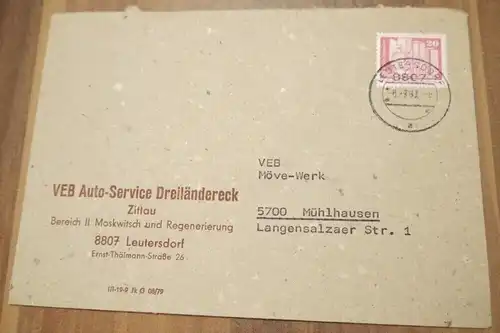 20
LEUTERSDORF
8807
a
VEB Auto-Service Dreiländereck
Zittau
Bereich II Moskwitsch und Regenerierung
8807 Leutersdorf
Ernst-Thälmann-Straße 26
VEB
Möve-Werk
5700 Mühlhausen
Langensalzaer Str. 1